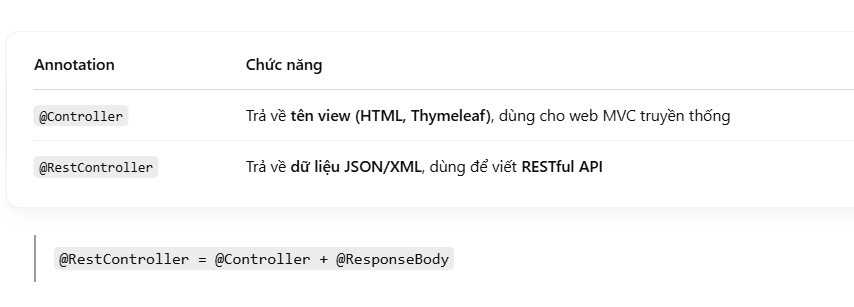 Annotation Chức năng
@Controller Trả về tên view (HTML, Thymeleaf), dùng cho web MVC truyền thống
@RestController Trả về dữ liệu JSON/XML, dùng để viết RESTful API
@RestController = @Controller + @ResponseBody